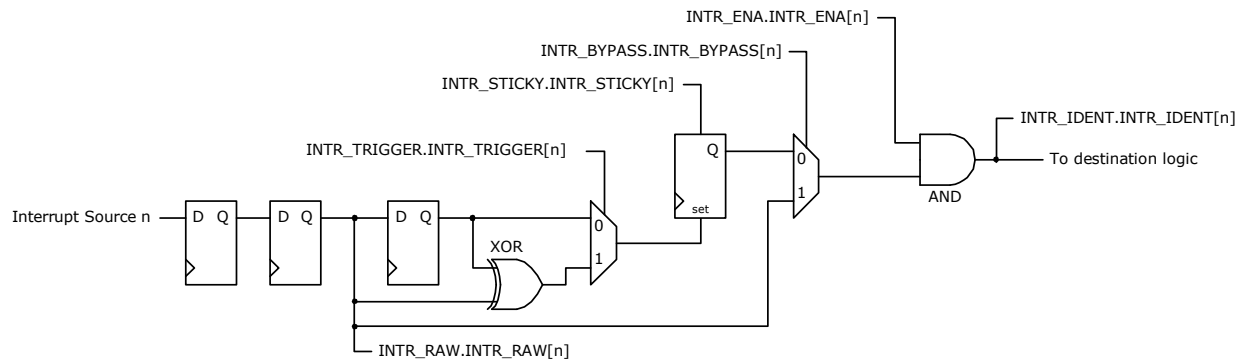 INTR_ENA.INTR_ENA[n]
INTR_BYPASS.INTR_BYPASS[n]
INTR_STICKY.INTR_STICKY[n]
INTR_IDENT.INTR_IDENT[n]
INTR_TRIGGER.INTR_TRIGGER[n]
Q
0
To destination logic
1
AND
set
Interrupt Source n
D Q
D Q
D Q
0
XOR
1
INTR_RAW.INTR_RAW[n]